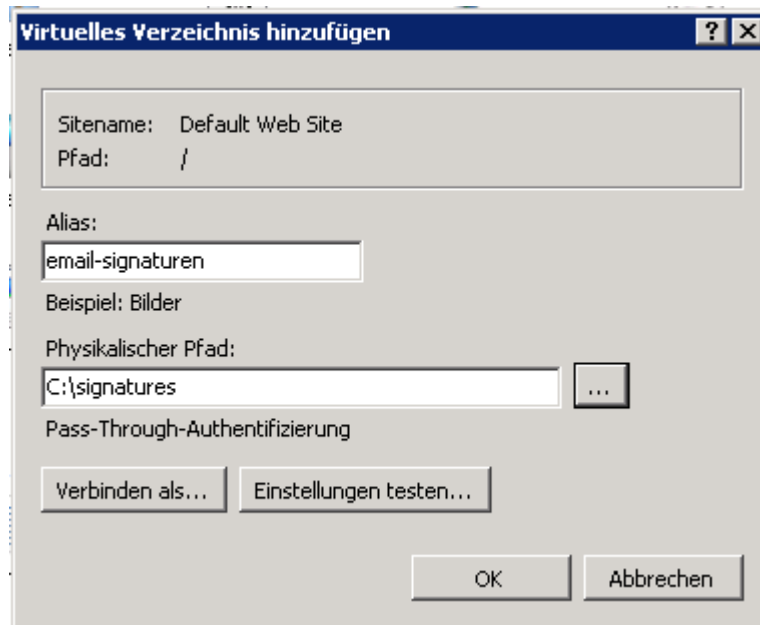 Virtuelles Verzeichnis hinzufügen
Sitename: Default Web Site
Pfad: /
Alias:
email-signaturen
Beispiel: Bilder
Physikalischer Pfad:
C:\signatures
...
Pass-Through-Authentifizierung
Verbinden als... Einstellungen testen...
OK Abbrechen